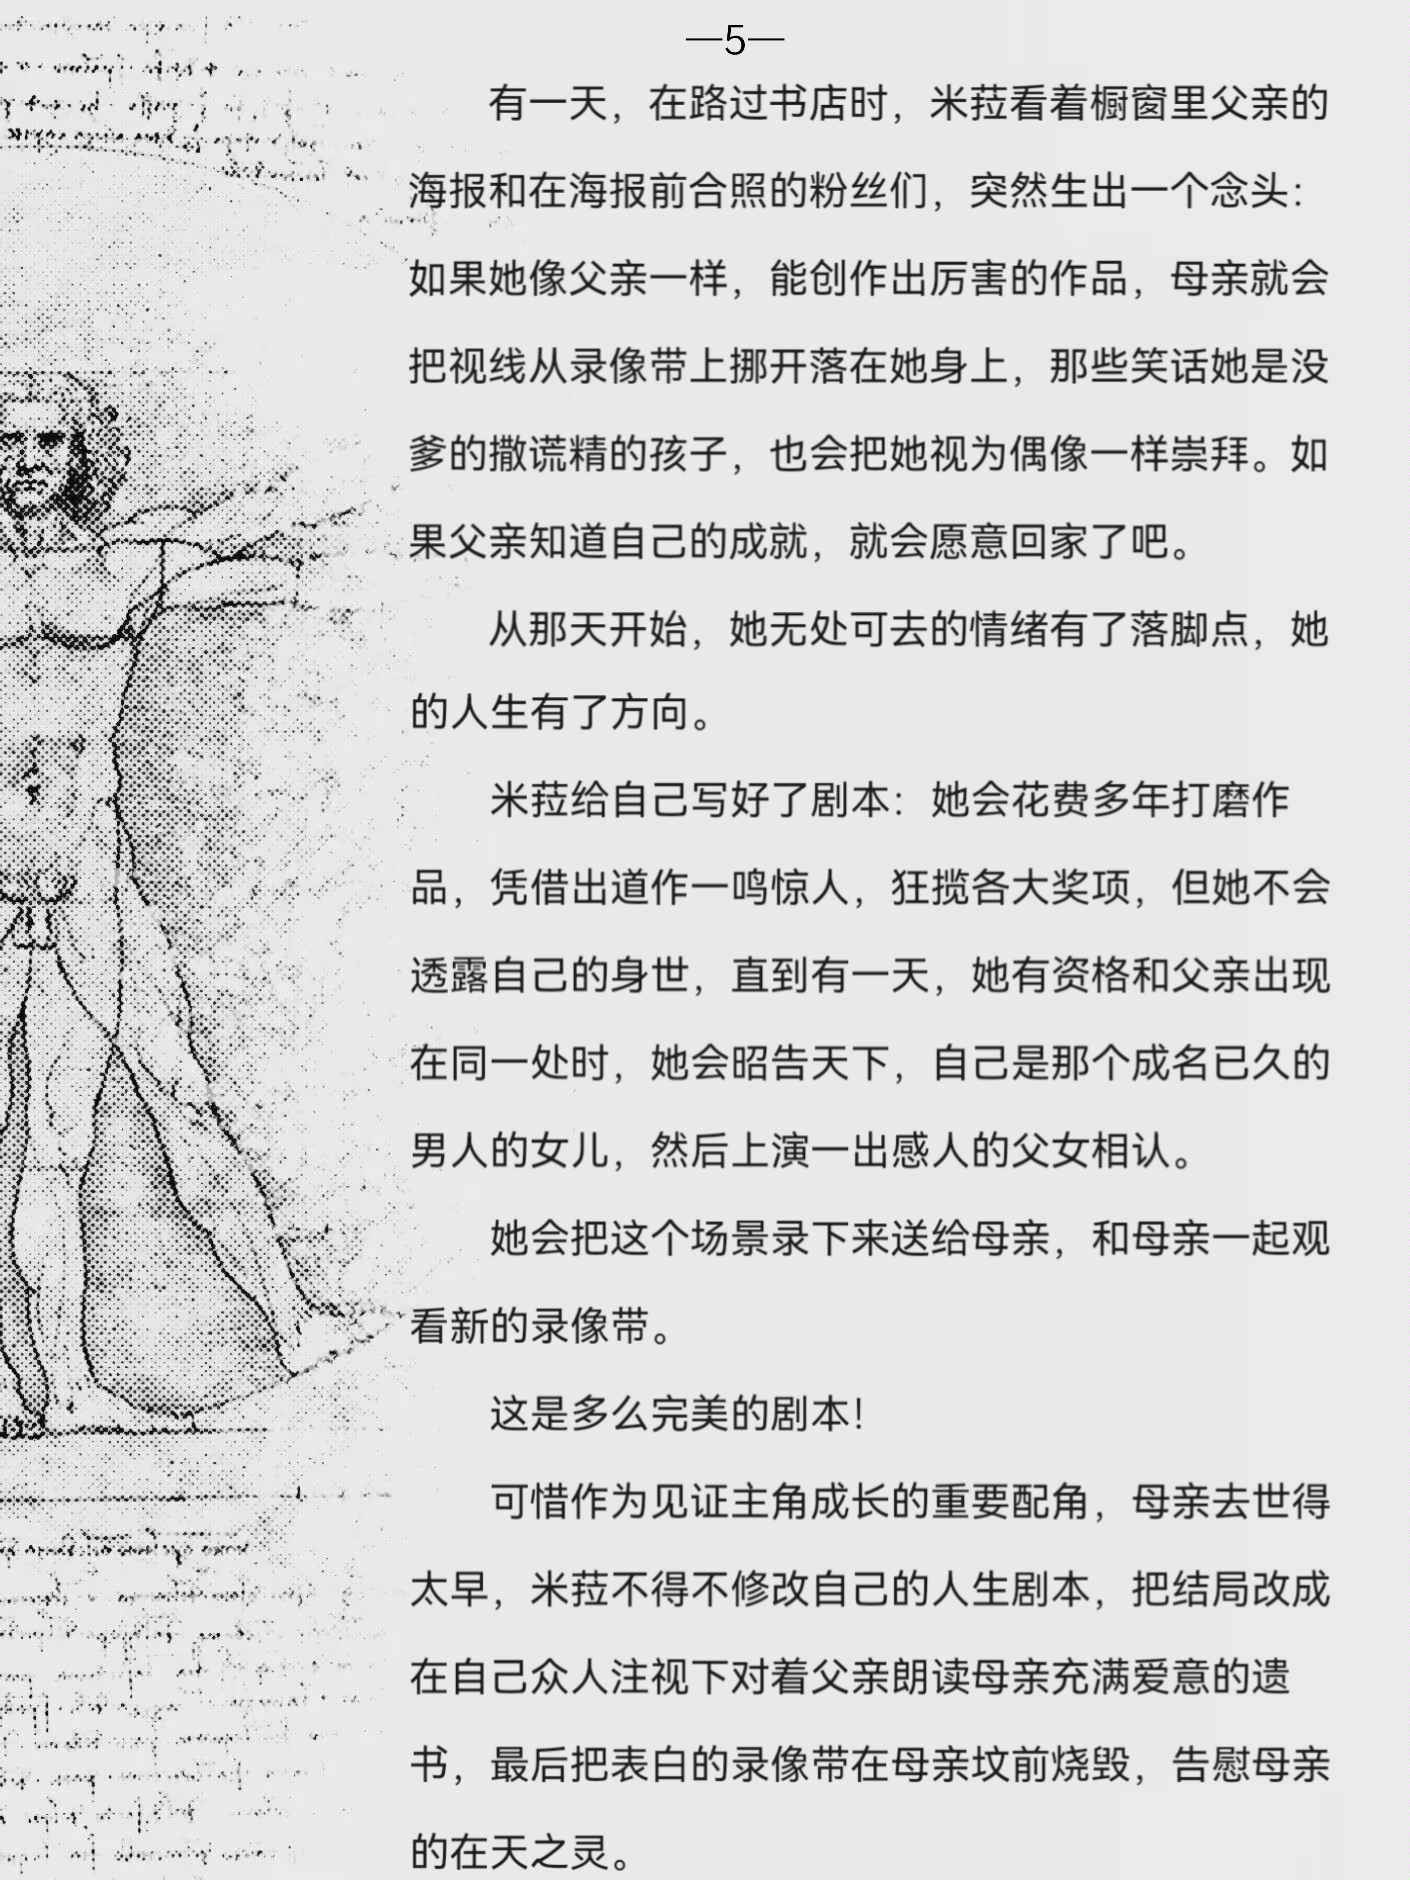 —5—
有一天，在路过书店时，米菈看着橱窗里父亲的
海报和在海报前合照的粉丝们，突然生出一个念头：
如果她像父亲一样，能创作出厉害的作品，母亲就会
把视线从录像带上挪开落在她身上，那些笑话她是没
爹的撒谎精的孩子，也会把她视为偶像一样崇拜。如
果父亲知道自己的成就，就会愿意回家了吧。
从那天开始，她无处可去的情绪有了落脚点，她
的人生有了方向。
米菈给自己写好了剧本：她会花费多年打磨作
品，凭借出道作一鸣惊人，狂揽各大奖项，但她不会
透露自己的身世，直到有一天，她有资格和父亲出现
在同一处时，她会昭告天下，自己是那个成名已久的
男人的女儿，然后上演一出感人的父女相认。
她会把这个场景录下来送给母亲，和母亲一起观
看新的录像带。
这是多么完美的剧本！
可惜作为见证主角成长的重要配角，母亲去世得
太早，米菈不得不修改自己的人生剧本，把结局改成
在自己众人注视下对着父亲朗读母亲充满爱意的遗
书，最后把表白的录像带在母亲坟前烧毁，告慰母亲
的在天之灵。